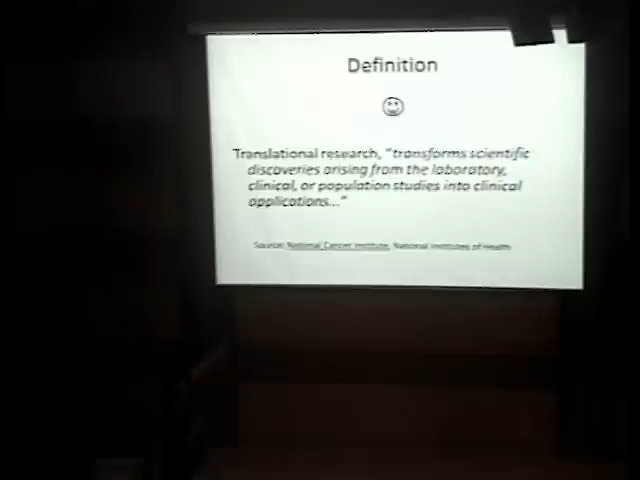 Definition
Translational research, "transforms scientific
discoveries arising from the laboratory,
clinical, or population studies into clinical
applications..."
Source: National Cancer Institute, National Institutes of Health